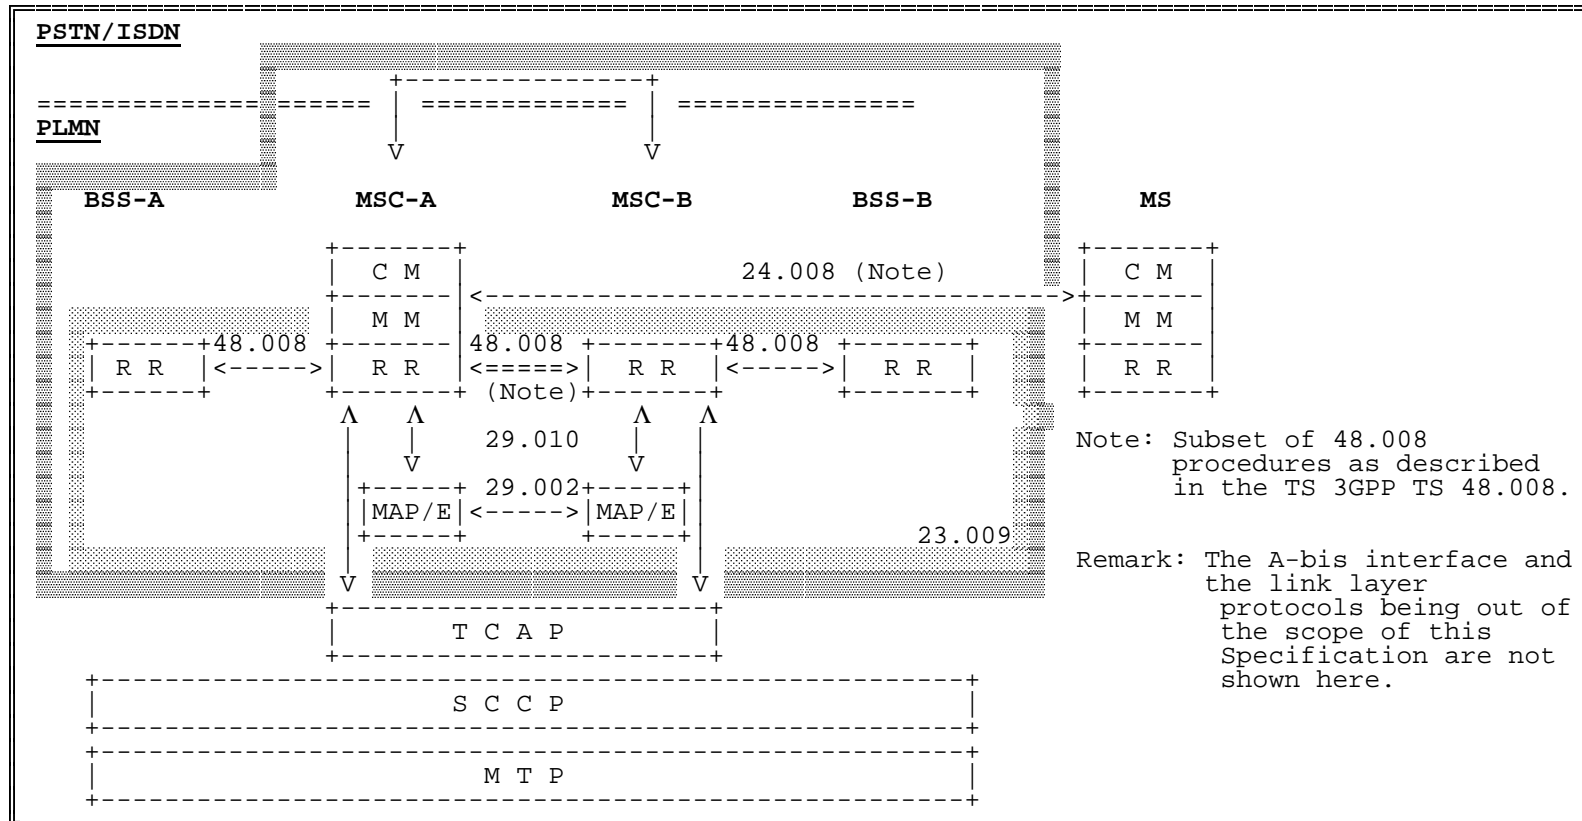 PSTN/ISDN
PLMN
BSS-A MSC-A MSC-B BSS-B MS
C M 24.008 (Note) C M
M M M M
48.008 48.008 48.008
R R R R R R R R R R
(Note)
29.010
29.002
MAP/E MAP/E
23.009
Note: Subset of 48.008
procedures as described
in the TS 3GPP TS 48.008.
Remark: The A-bis interface and
the link layer
protocols being out of
the scope of this
Specification are not
shown here.
T C A P
S C C P
M T P